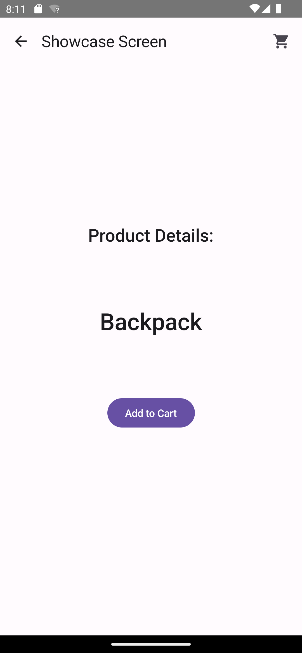 8:11
Showcase Screen
Product Details:
Backpack
Add to Cart